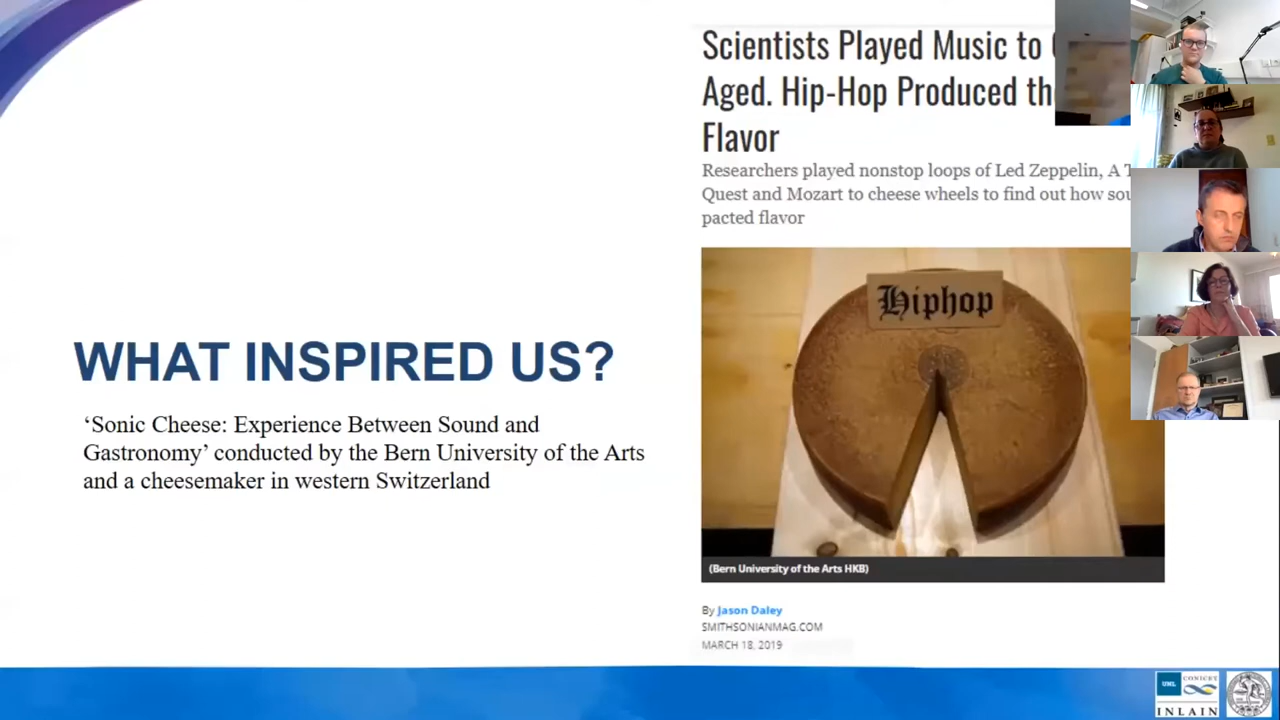 WHAT INSPIRED US?
‘Sonic Cheese: Experience Between Sound and
Gastronomy’ conducted by the Bern University of the Arts
and a cheesemaker in western Switzerland
Scientists Played Music to
Aged. Hip-Hop Produced the
Flavor
Researchers played nonstop loops of Led Zeppelin, A
Quest and Mozart to cheese wheels to find out how
pacted flavor
Hiphop
(Bern University of the Arts HKB)
By Jason Daley
SMITHSONIANMAG.COM
MARCH 18, 2019
UNL CONICET
INLAIN